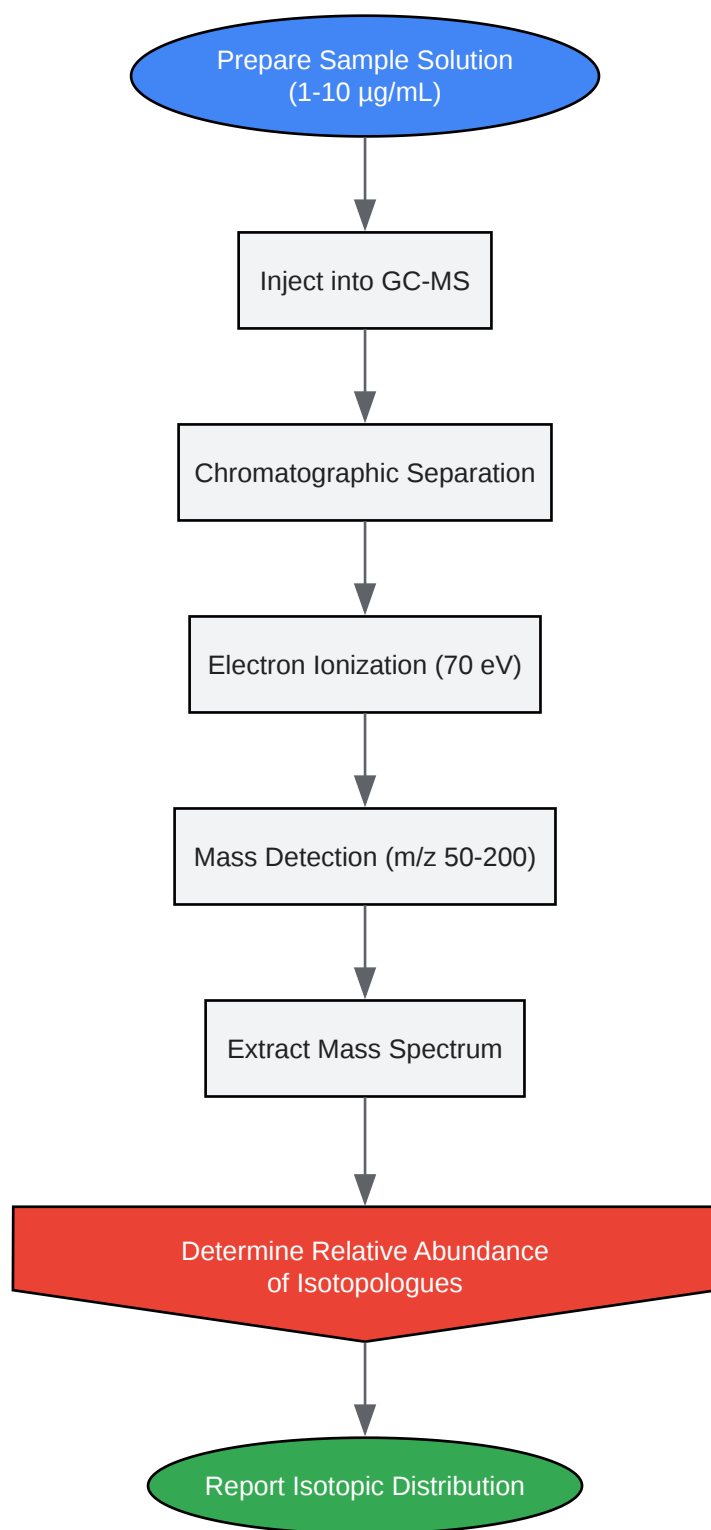 Prepare Sample Solution
(1-10 µg/mL)
Inject into GC-MS
Chromatographic Separation
Electron Ionization (70 eV)
Mass Detection (m/z 50-200)
Extract Mass Spectrum
Determine Relative Abundance
of Isotopologues
Report Isotopic Distribution